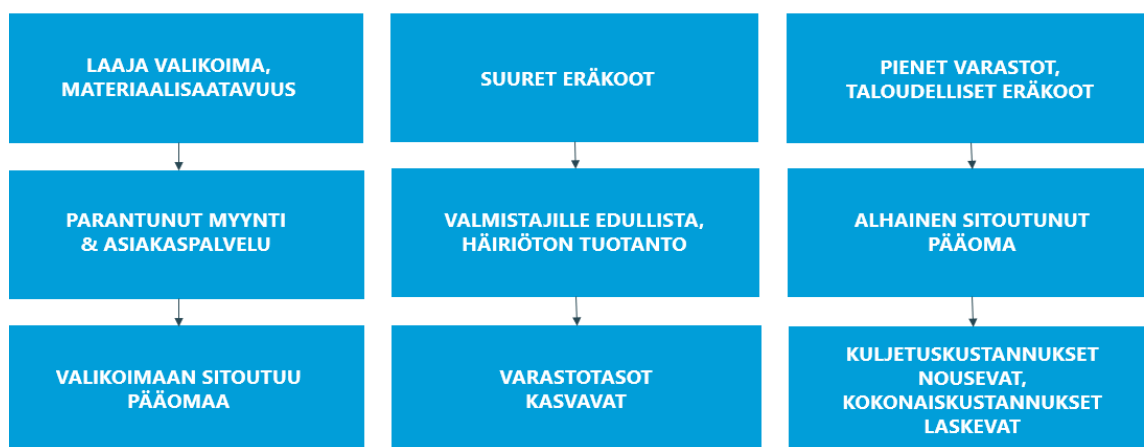 LAAJA VALIKOIMA,
MATERIAALISAATAVUUS
PARANTUNUT MYYNTI
& ASIAKASPALVELU
VALIKOIMAAN SITOUTUU
PÄÄOMAA
SUURET ERÄKOOT
VALMISTAJILLE EDULLISTA,
HÄIRIÖTON TUOTANTO
VARASTOTASOT
KASVAVAT
PIENET VARASTOT,
TALOUDELLISET ERÄKOOT
ALHAINEN SITOUTUNUT
PÄÄOMA
KULJETUSKUSTANNUKSET
NOUSEVAT,
KOKONAISKUSTANNUKSET
LASKEVAT